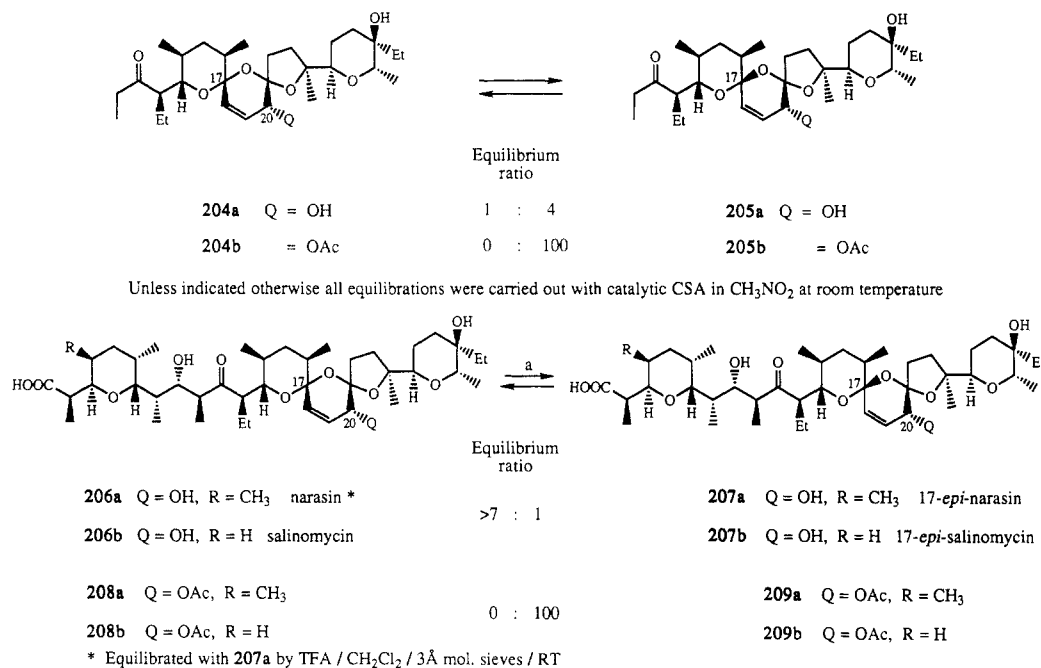 OH
Et
O
17
O
O
O
O
H
Et
H
20
Q
OH
Et
O
17
O
O
O
O
H
Et
H
20
Q
Equilibrium
ratio
204a Q = OH 1 : 4 205a Q = OH
204b = OAc 0 : 100 205b = OAc
Unless indicated otherwise all equilibrations were carried out with catalytic CSA in CH3NO2 at room temperature
R
OH
O
HOOC
O
H
H
17
O
O
O
O
H
Et
H
20
Q
OH
Et
a
R
OH
O
HOOC
O
H
H
17
O
O
O
O
H
Et
H
20
Q
OH
E
Equilibrium
ratio
206a Q = OH, R = CH3 narasin * 207a Q = OH, R = CH3 17-epi-narasin
>7 : 1
206b Q = OH, R = H salinomycin 207b Q = OH, R = H 17-epi-salinomycin
208a Q = OAc, R = CH3 209a Q = OAc, R = CH3
0 : 100
208b Q = OAc, R = H 209b Q = OAc, R = H
* Equilibrated with 207a by TFA / CH2Cl2 / 3Å mol. sieves / RT